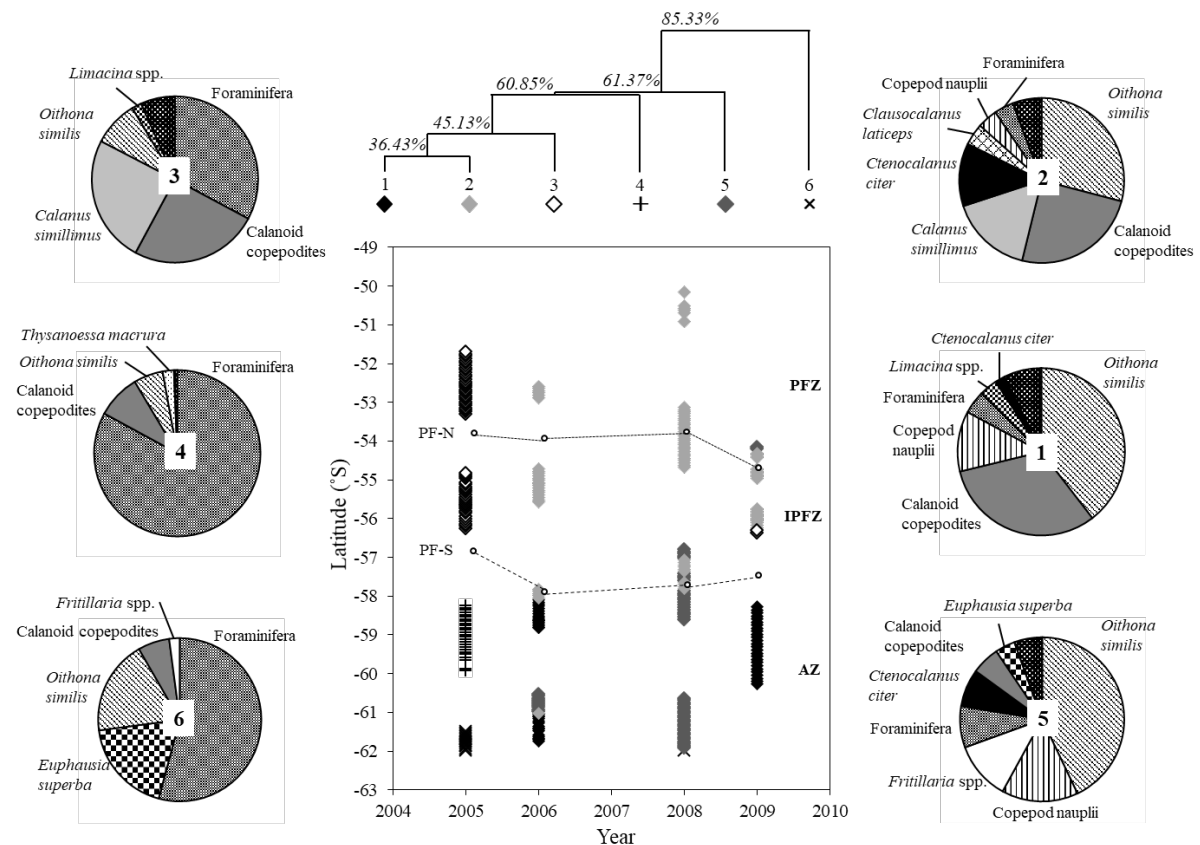 85.33%
60.85%
61.37%
45.13%
36.43%
1 2 3 4 5 6
Limacina spp.
Foraminifera
Oithona
similis
3
Calanus
simillimus
Calanoid
copepodites
Foraminifera
Copepod nauplii
Oithona
similis
Clausocalanus
laticeps
Ctenocalanus
citer
2
Calanus
simillimus
Calanoid
copepodites
Thysanoessa macrura
Oithona similis
Foraminifera
Calanoid
copepodites
4
Ctenocalanus citer
Limacina spp.
Oithona
similis
Foraminifera
Copepod
nauplii
1
Calanoid
copepodites
Fritillaria spp.
Calanoid copepodites
Foraminifera
Oithona
similis
6
Euphausia
superba
Euphausia superba
Calanoid
copepodites
Oithona
similis
Ctenocalanus
citer
5
Foraminifera
Fritillaria spp.
Copepod nauplii
Latitude (˚S)
-49
-50
-51
-52
-53
-54
-55
-56
-57
-58
-59
-60
-61
-62
-63
PFZ
PF-N
IPFZ
PF-S
AZ
2004 2005 2006 2007 2008 2009 2010
Year